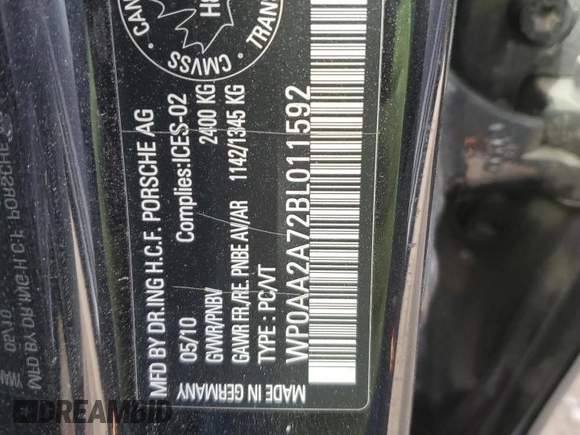 CMVSS
TRANS
CAN
MFD BY DR.ING H.C.F. PORSCHE AG
05/10 Complies:ICES-02
GWVR/PNBV 2400 KG
GAWR FR./RE. PNBE AV/AR 1142/1345 KG
TYPE : PC/VT
WP0AA2A72BL011592
MADE IN GERMANY
DREAMBID